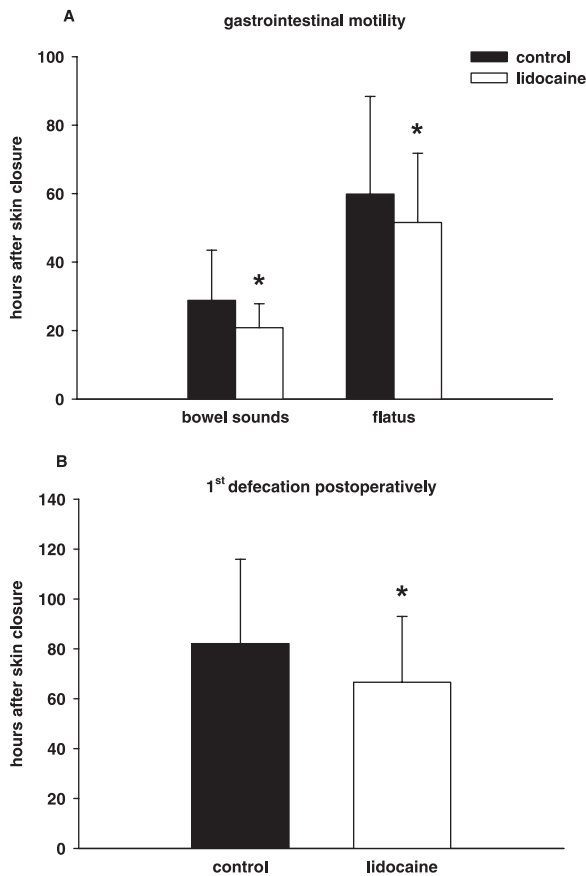 A
gastrointestinal motility
control
lidocaine
hours after skin closure
100
80
60
40
20
0
*
*
bowel sounds
flatus
B
1st defecation postoperatively
hours after skin closure
140
120
100
80
60
40
20
0
*
control
lidocaine